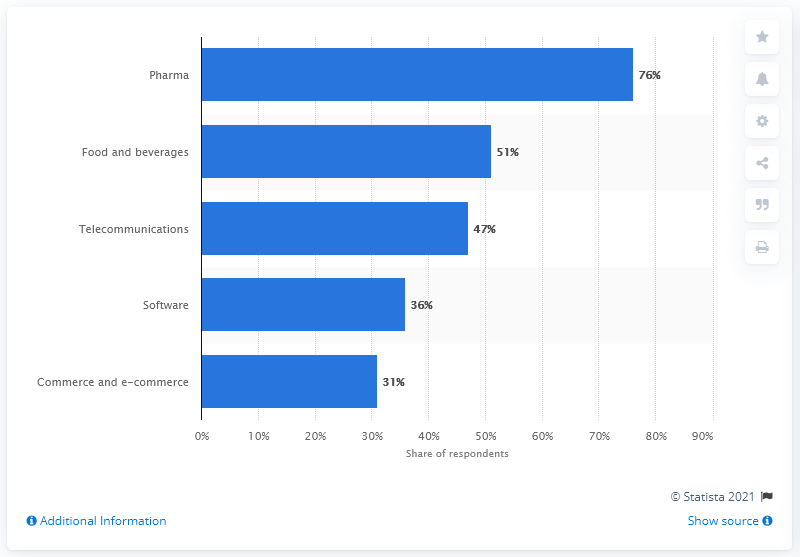 Pharma
76%
Food and beverages
51%
Telecommunications
47%
Software
36%
Commerce and e-commerce
31%
0% 10% 20% 30% 40% 50% 60% 70% 80% 90%
Share of respondents
© Statista 2021
Additional Information
Show source